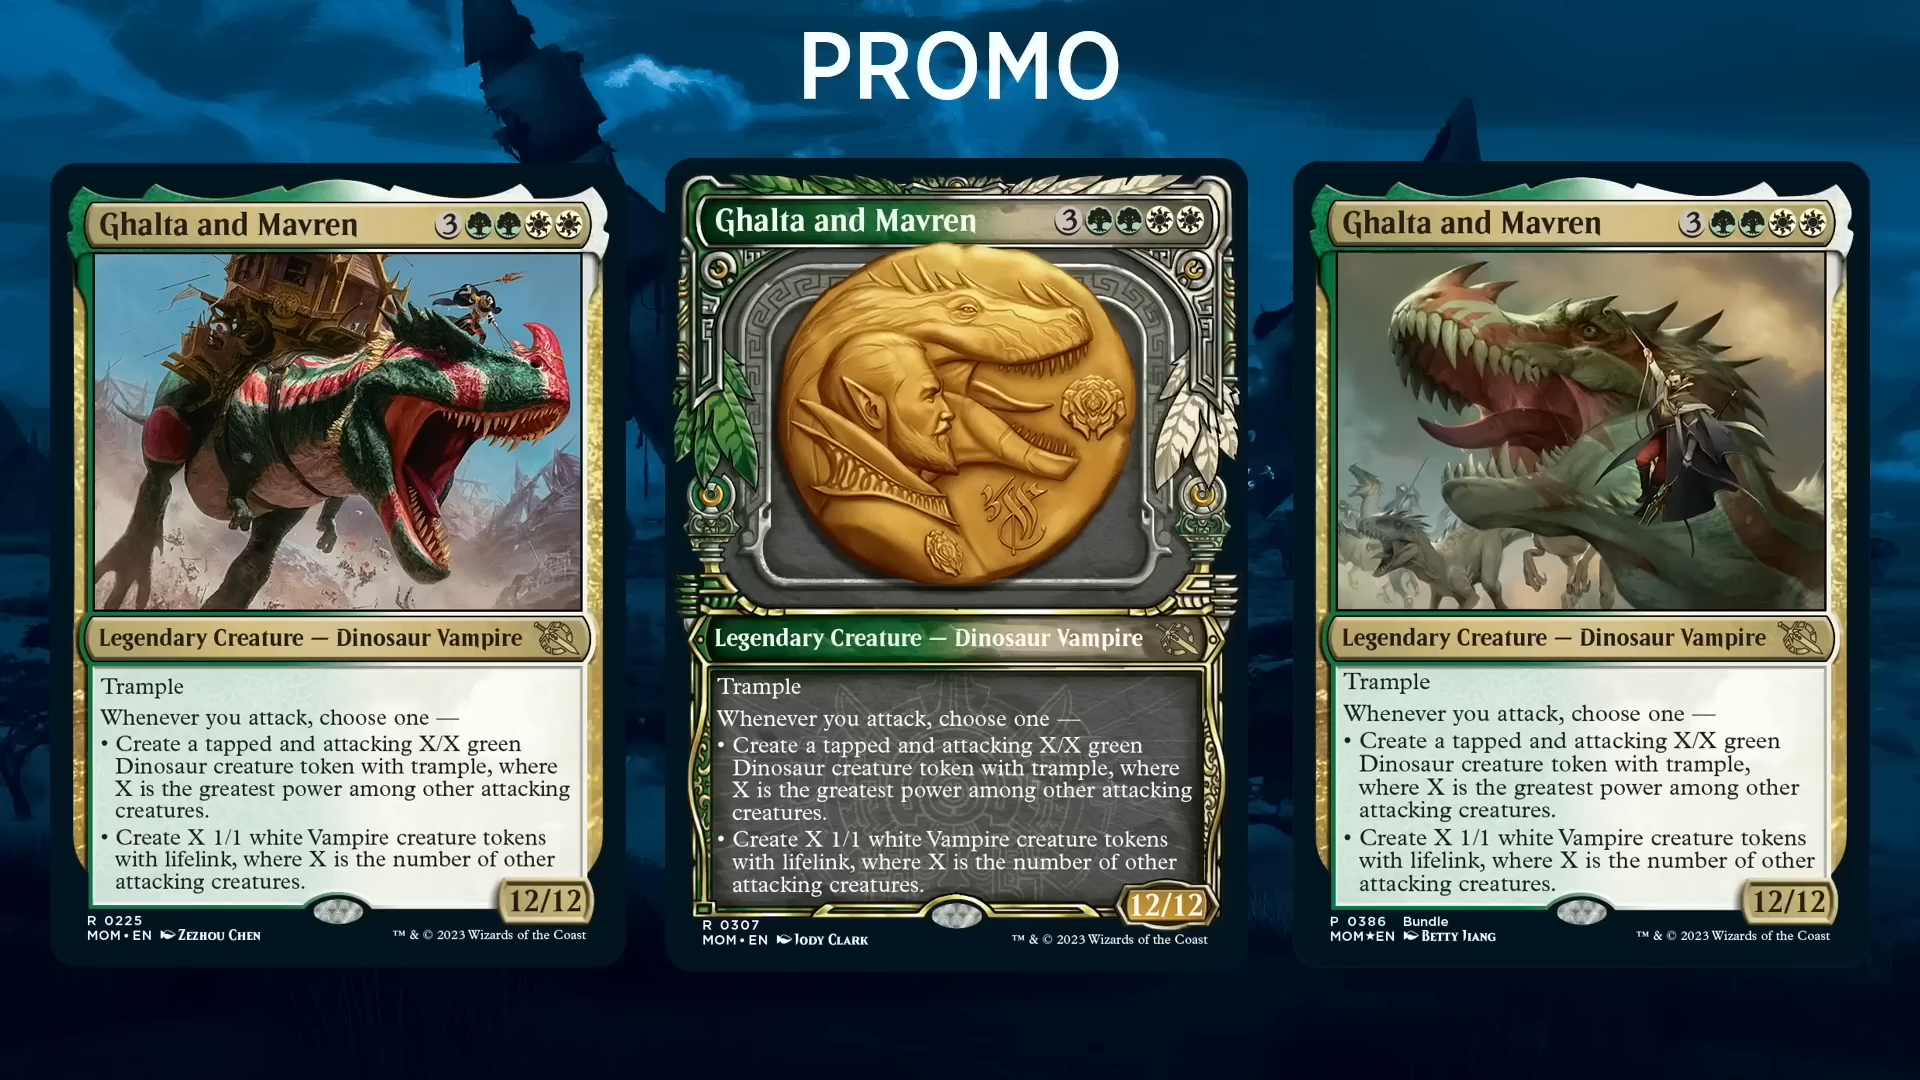 PROMO
Ghalta and Mavren 3
Legendary Creature — Dinosaur Vampire
Trample
Whenever you attack, choose one —
• Create a tapped and attacking X/X green
Dinosaur creature token with trample, where
X is the greatest power among other attacking
creatures.
• Create X 1/1 white Vampire creature tokens
with lifelink, where X is the number of other
attacking creatures.
12/12
R 0225
MOM • EN Zezhou Chen
™ & © 2023 Wizards of the Coast
Ghalta and Mavren 3
Legendary Creature — Dinosaur Vampire
Trample
Whenever you attack, choose one —
• Create a tapped and attacking X/X green
Dinosaur creature token with trample, where
X is the greatest power among other attacking
creatures.
• Create X 1/1 white Vampire creature tokens
with lifelink, where X is the number of other
attacking creatures.
12/12
R 0307
MOM • EN Jody Clark
™ & © 2023 Wizards of the Coast
Ghalta and Mavren 3
Legendary Creature — Dinosaur Vampire
Trample
Whenever you attack, choose one —
• Create a tapped and attacking X/X green
Dinosaur creature token with trample,
where X is the greatest power among other
attacking creatures.
• Create X 1/1 white Vampire creature tokens
with lifelink, where X is the number of other
attacking creatures.
12/12
P 0386 Bundle
MOM★EN Betty Jiang
™ & © 2023 Wizards of the Coast